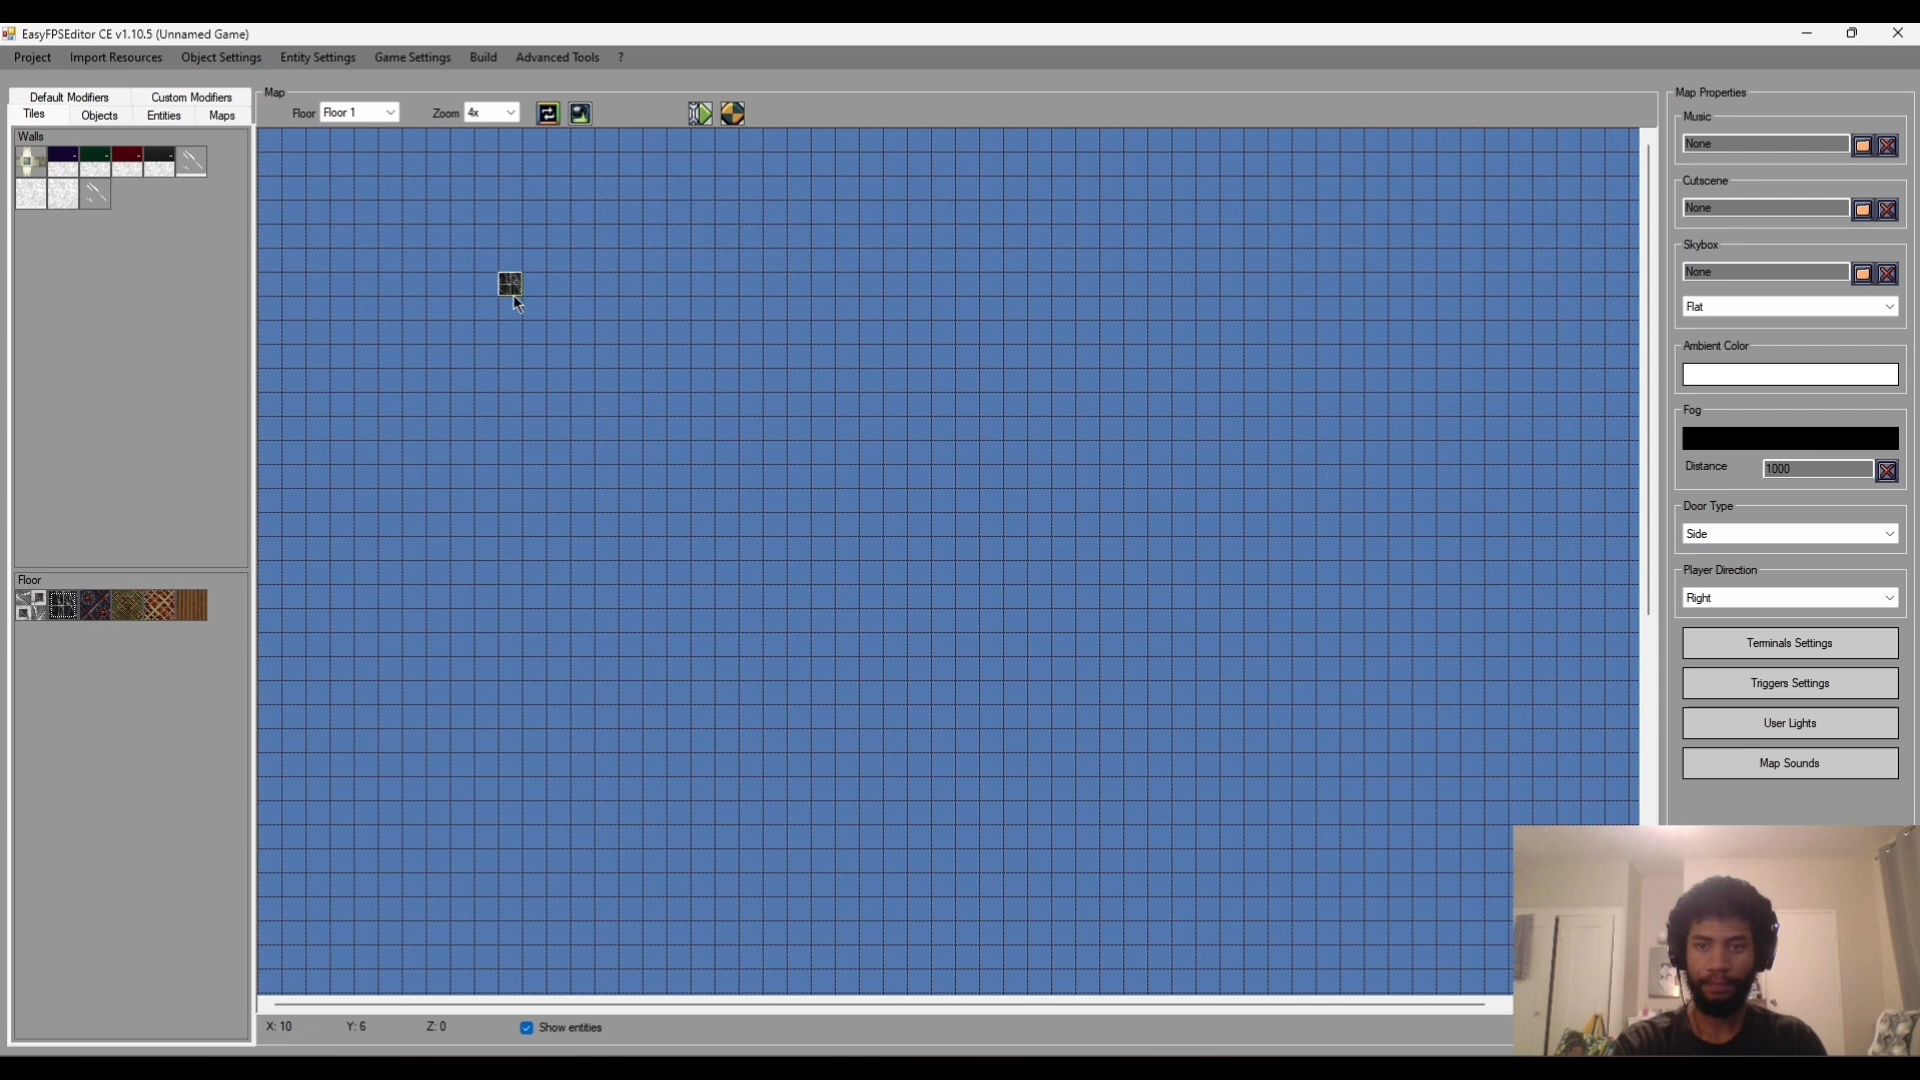 EasyFPSEditor CE v1.10.5 (Unnamed Game)
Project Import Resources Object Settings Entity Settings Game Settings Build Advanced Tools ?
Default Modifiers Custom Modifiers
Tiles Objects Entities Maps
Walls
Floor
Map
Floor Floor 1 Zoom 4x
X: 10 Y: 6 Z: 0 Show entities
Map Properties
Music
None
Cutscene
None
Skybox
None
Flat
Ambient Color
Fog
Distance 1000
Door Type
Side
Player Direction
Right
Terminals Settings
Triggers Settings
User Lights
Map Sounds